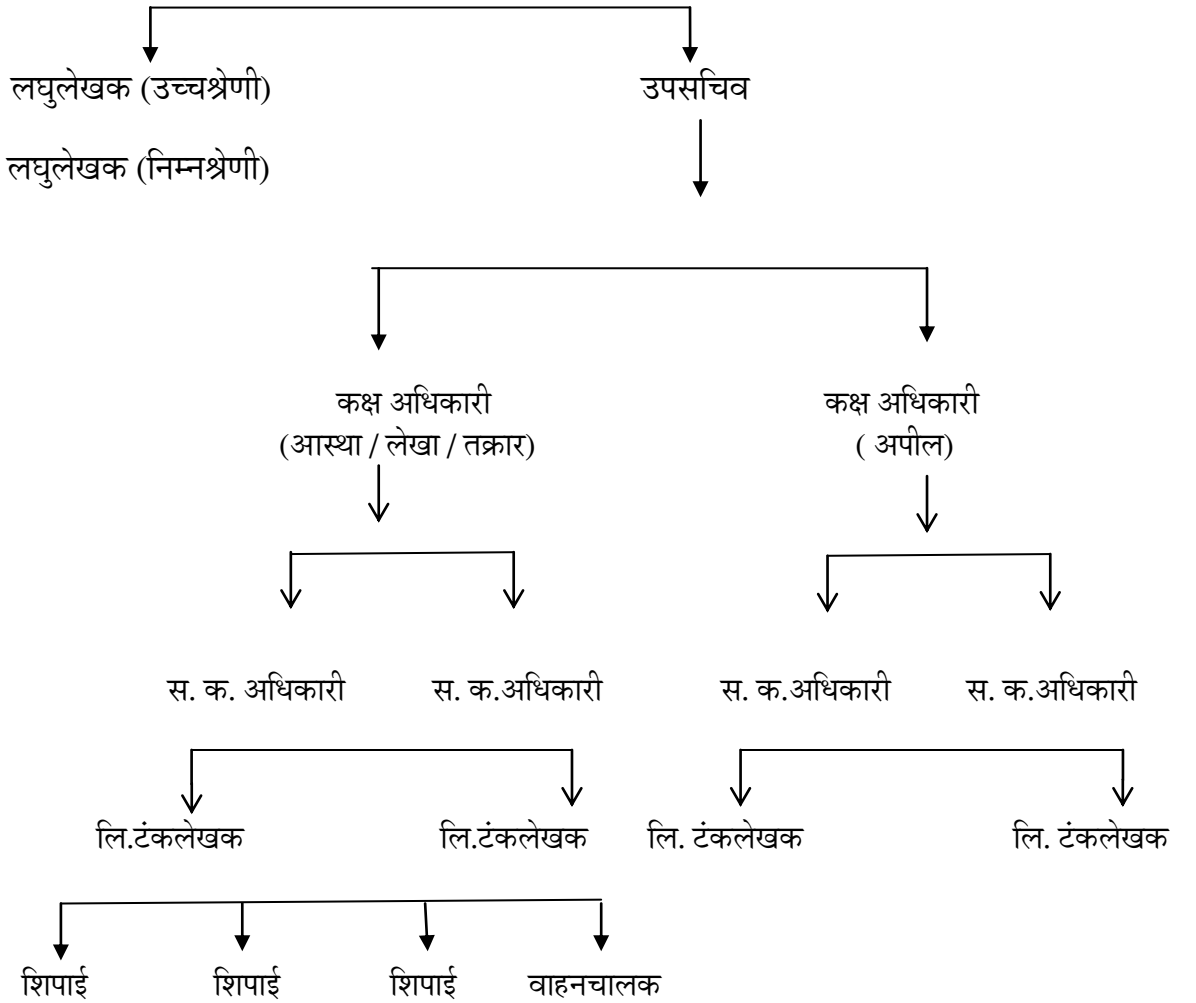 लघुलेखक (उच्चश्रेणी) उपसचिव
लघुलेखक (निम्नश्रेणी)
कक्ष अधिकारी कक्ष अधिकारी
(आस्था / लेखा / तक्रार) ( अपील)
स. क. अधिकारी स. क.अधिकारी स. क.अधिकारी स. क.अधिकारी
लि.टंकलेखक लि.टंकलेखक लि. टंकलेखक लि. टंकलेखक
शिपाई शिपाई शिपाई वाहनचालक